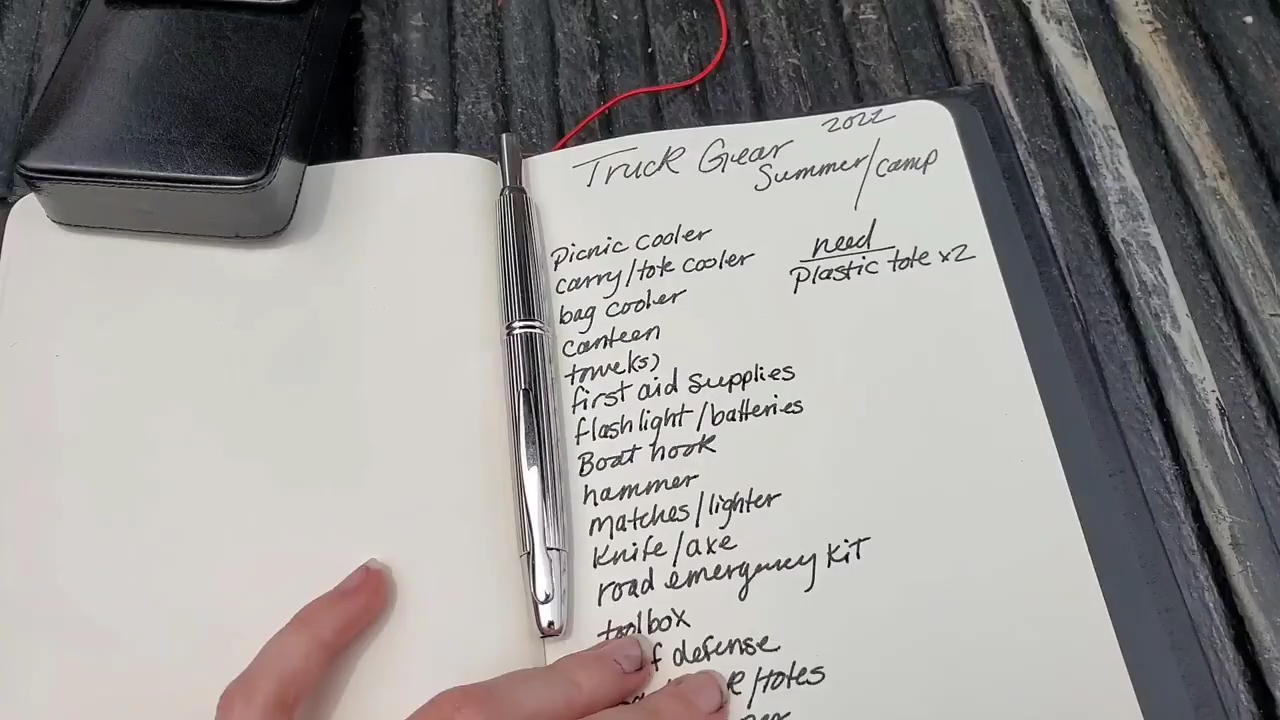 2022
Truck Gear
Summer/camp
Picnic cooler
carry/tote cooler
bag cooler
canteen
towel(s)
first aid supplies
flashlight/batteries
Boat hook
hammer
matches/lighter
Knife/axe
road emergency Kit
toolbox
defense
/totes
need
Plastic tote x2